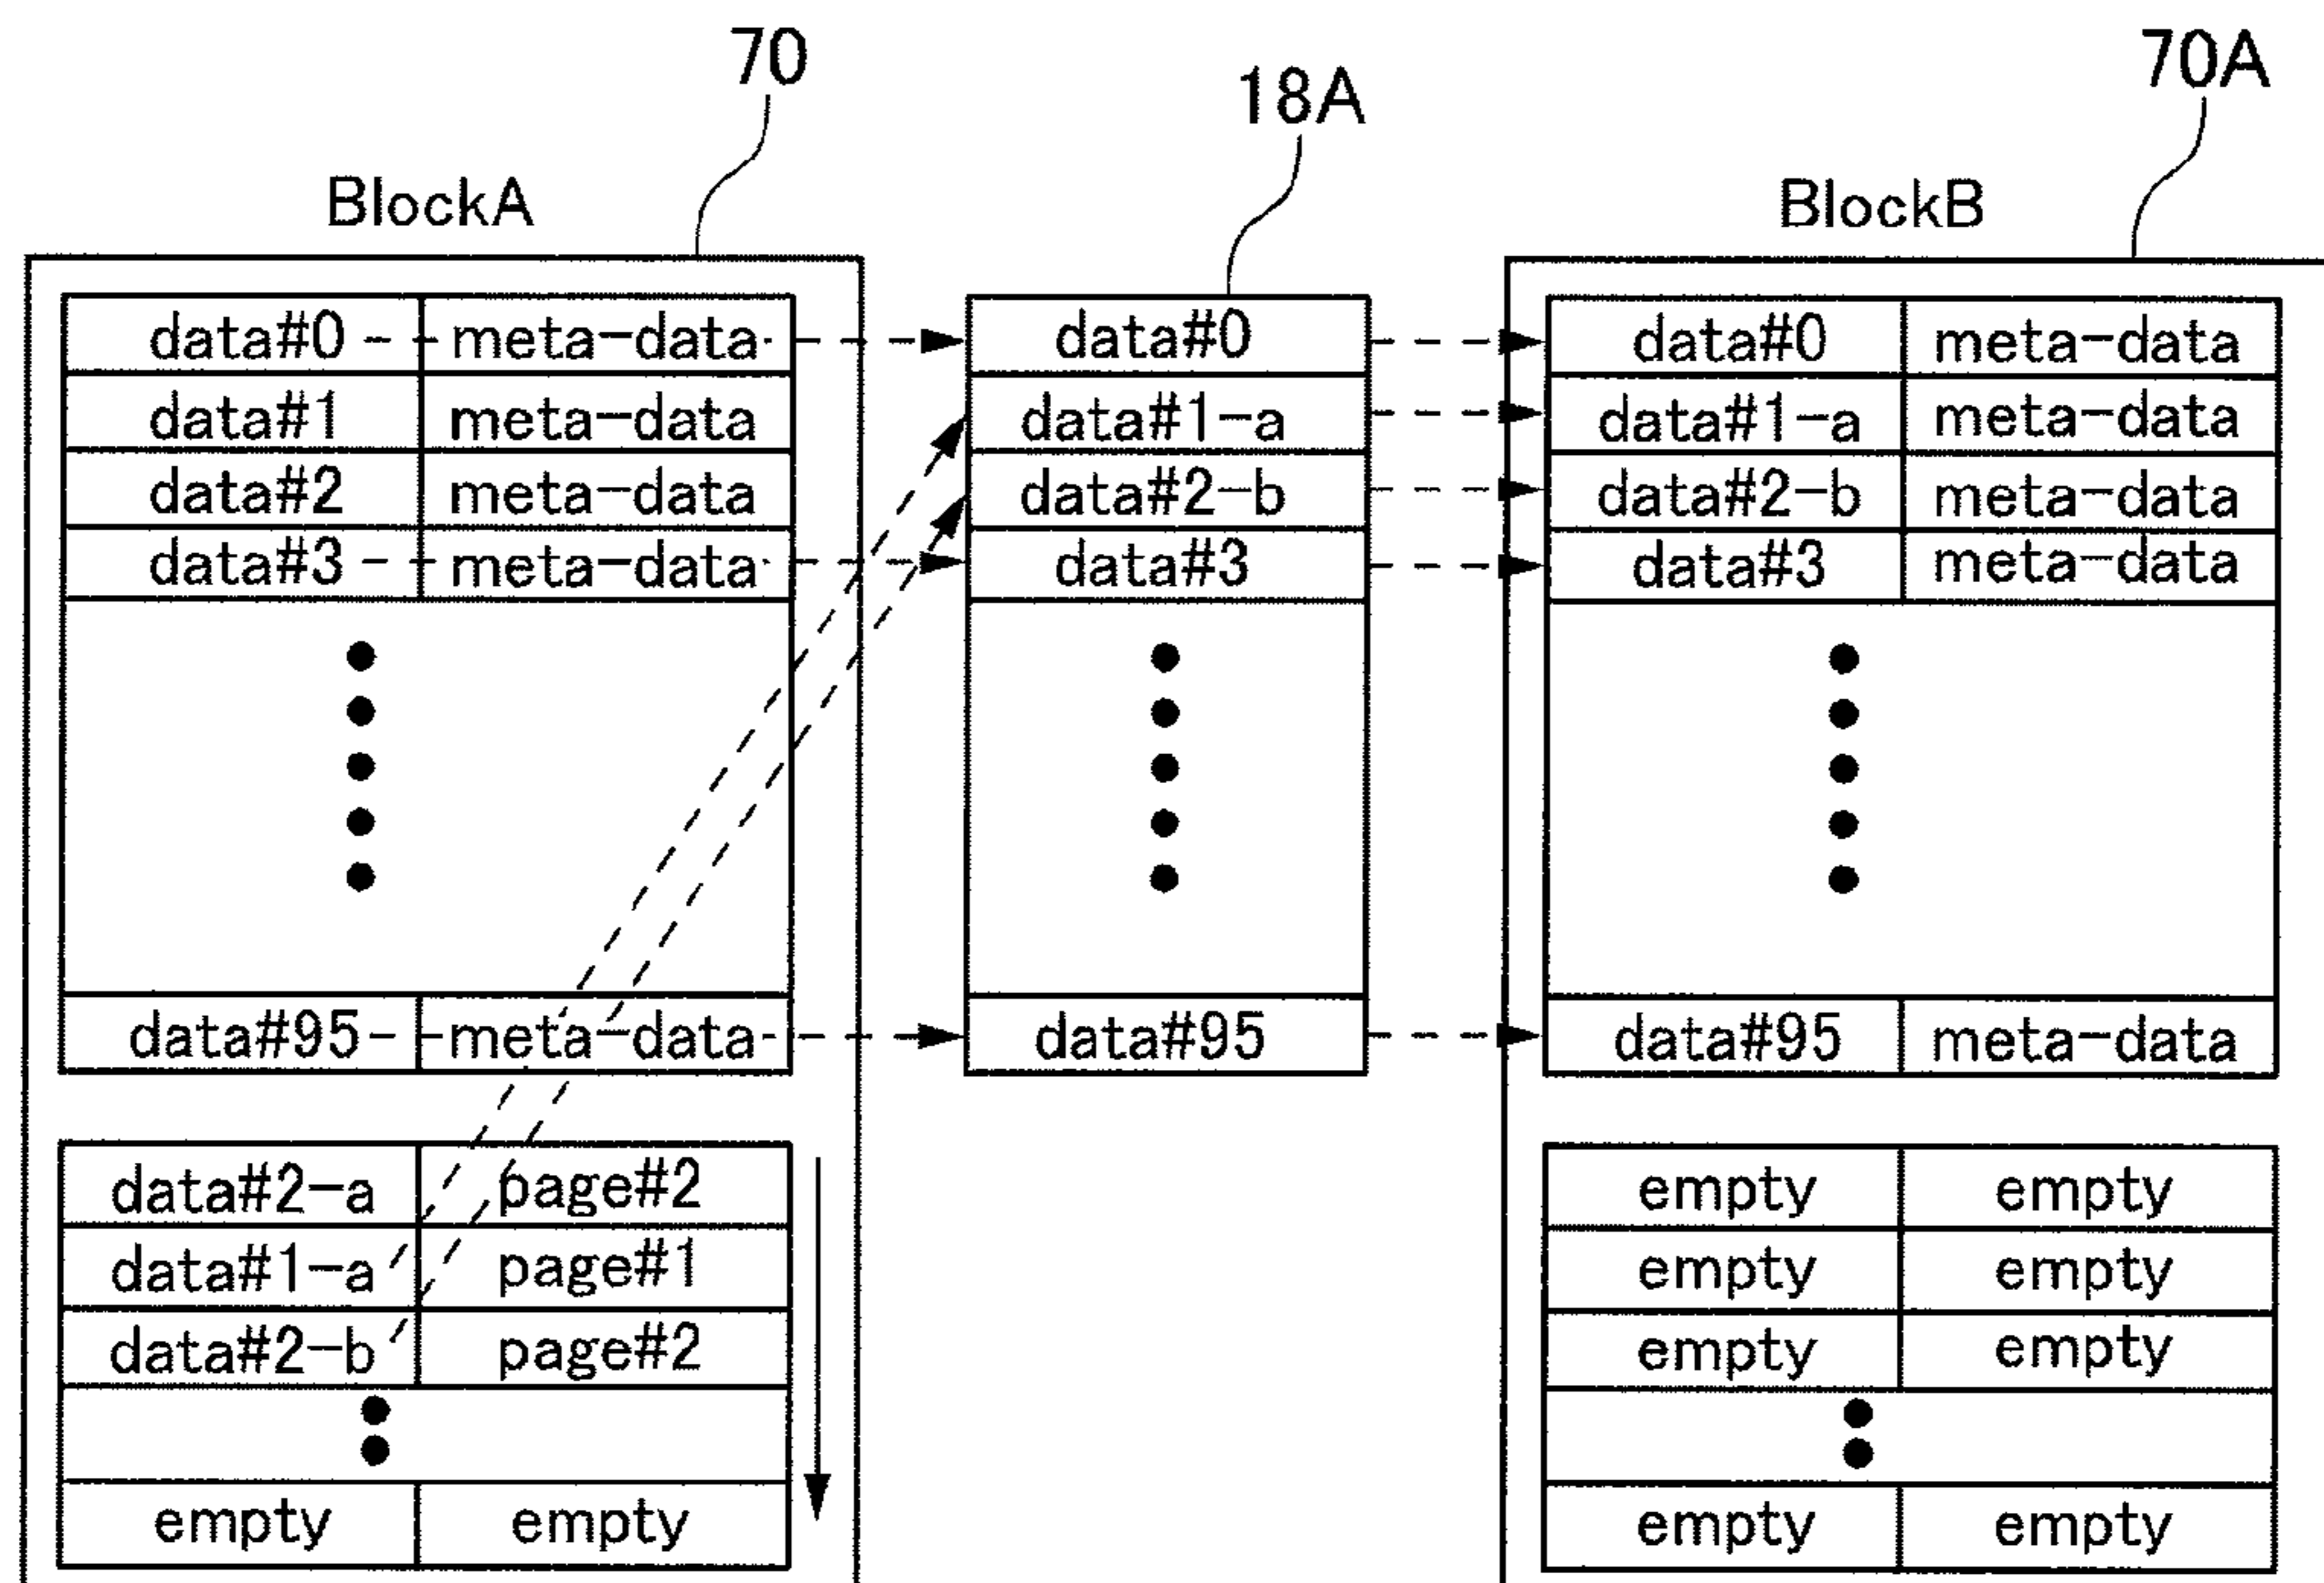 70
18A
70A
BlockA
BlockB
data#0 meta-data data#0 data#0 meta-data
data#1 meta-data data#1-a data#1-a meta-data
data#2 meta-data data#2-b data#2-b meta-data
data#3 meta-data data#3 data#3 meta-data
data#95 meta-data data#95 data#95 meta-data
data#2-a page#2 empty empty
data#1-a page#1 empty empty
data#2-b page#2 empty empty
empty empty empty empty